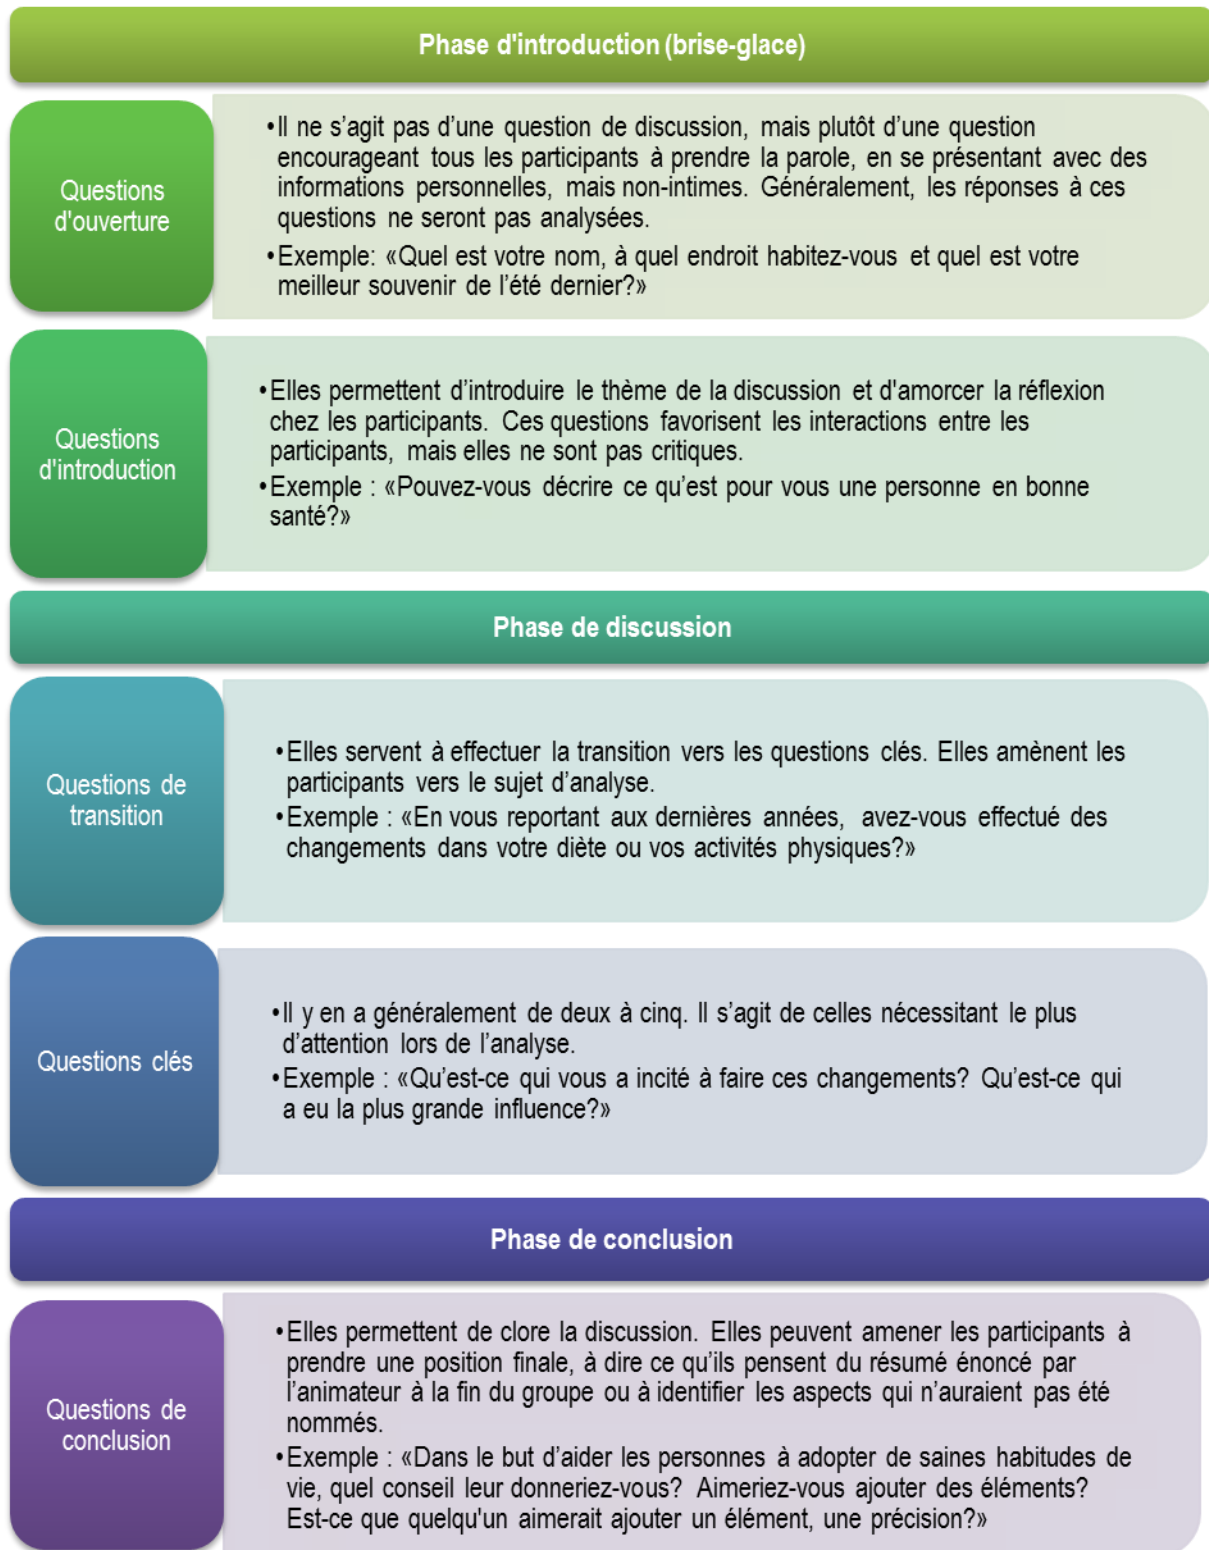 Phase d'introduction (brise-glace)
Questions
d'ouverture
•Il ne s’agit pas d’une question de discussion, mais plutôt d’une question
encourageant tous les participants à prendre la parole, en se présentant avec des
informations personnelles, mais non-intimes. Généralement, les réponses à ces
questions ne seront pas analysées.
•Exemple: «Quel est votre nom, à quel endroit habitez-vous et quel est votre
meilleur souvenir de l’été dernier?»
Questions
d'introduction
•Elles permettent d’introduire le thème de la discussion et d'amorcer la réflexion
chez les participants. Ces questions favorisent les interactions entre les
participants, mais elles ne sont pas critiques.
•Exemple : «Pouvez-vous décrire ce qu’est pour vous une personne en bonne
santé?»
Phase de discussion
Questions de
transition
•Elles servent à effectuer la transition vers les questions clés. Elles amènent les
participants vers le sujet d’analyse.
•Exemple : «En vous reportant aux dernières années, avez-vous effectué des
changements dans votre diète ou vos activités physiques?»
Questions clés
•Il y en a généralement de deux à cinq. Il s’agit de celles nécessitant le plus
d’attention lors de l’analyse.
•Exemple : «Qu’est-ce qui vous a incité à faire ces changements? Qu’est-ce qui
a eu la plus grande influence?»
Phase de conclusion
Questions de
conclusion
•Elles permettent de clore la discussion. Elles peuvent amener les participants à
prendre une position finale, à dire ce qu’ils pensent du résumé énoncé par
l’animateur à la fin du groupe ou à identifier les aspects qui n’auraient pas été
nommés.
•Exemple : «Dans le but d’aider les personnes à adopter de saines habitudes de
vie, quel conseil leur donneriez-vous? Aimeriez-vous ajouter des éléments?
Est-ce que quelqu'un aimerait ajouter un élément, une précision?»